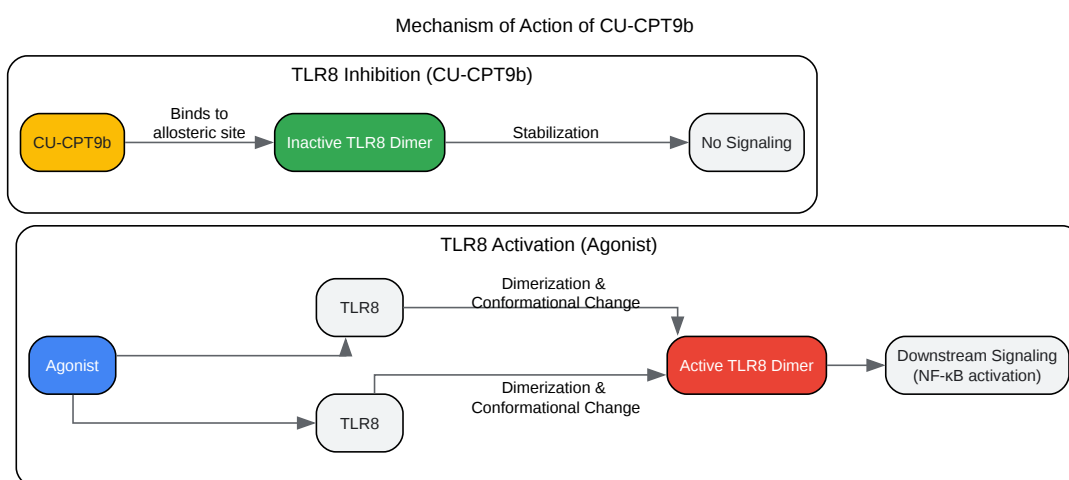 Mechanism of Action of CU-CPT9b
TLR8 Inhibition (CU-CPT9b)
CU-CPT9b
Binds to
allosteric site
Inactive TLR8 Dimer
Stabilization
No Signaling
TLR8 Activation (Agonist)
Agonist
TLR8
Dimerization &
Conformational Change
TLR8
Dimerization &
Conformational Change
Active TLR8 Dimer
Downstream Signaling
(NF-κB activation)